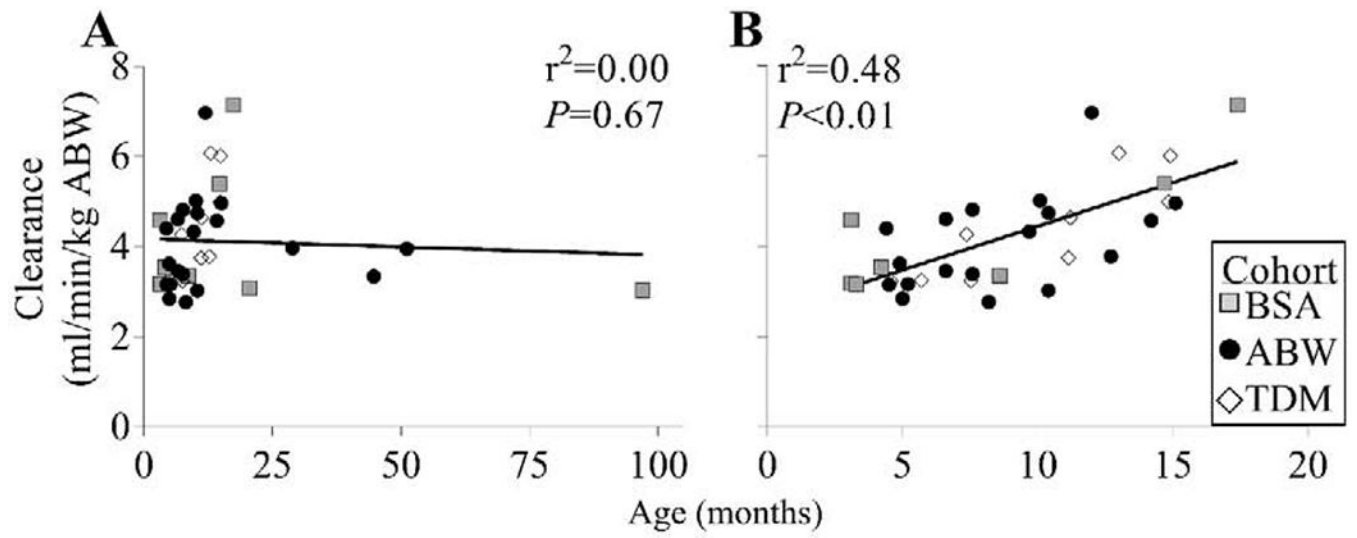 A
B
r²=0.00
P=0.67
r²=0.48
P<0.01
Clearance
(ml/min/kg ABW)
8
6
4
2
0
0 25 50 75 100
0 5 10 15 20
Age (months)
Cohort
BSA
ABW
TDM